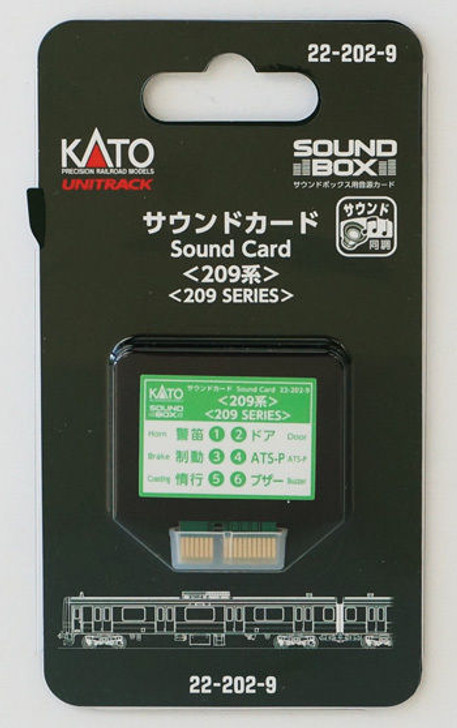 22-202-9
KATO
PRECISION RAILROAD MODELS
UNITRACK
SOUND
BOX
サウンドボックス用音源カード
サウンドカード
Sound Card
<209系>
<209 SERIES>
サウンド
同調
KATO
サウンドカード Sound Card 22-202-9
SOUND
BOX
<209系>
<209 SERIES>
Horn 警笛 1 2 ドア Door
Brake 制動 3 4 ATS-P ATS-P
Coasting 惰行 5 6 ブザー Buzzer
22-202-9